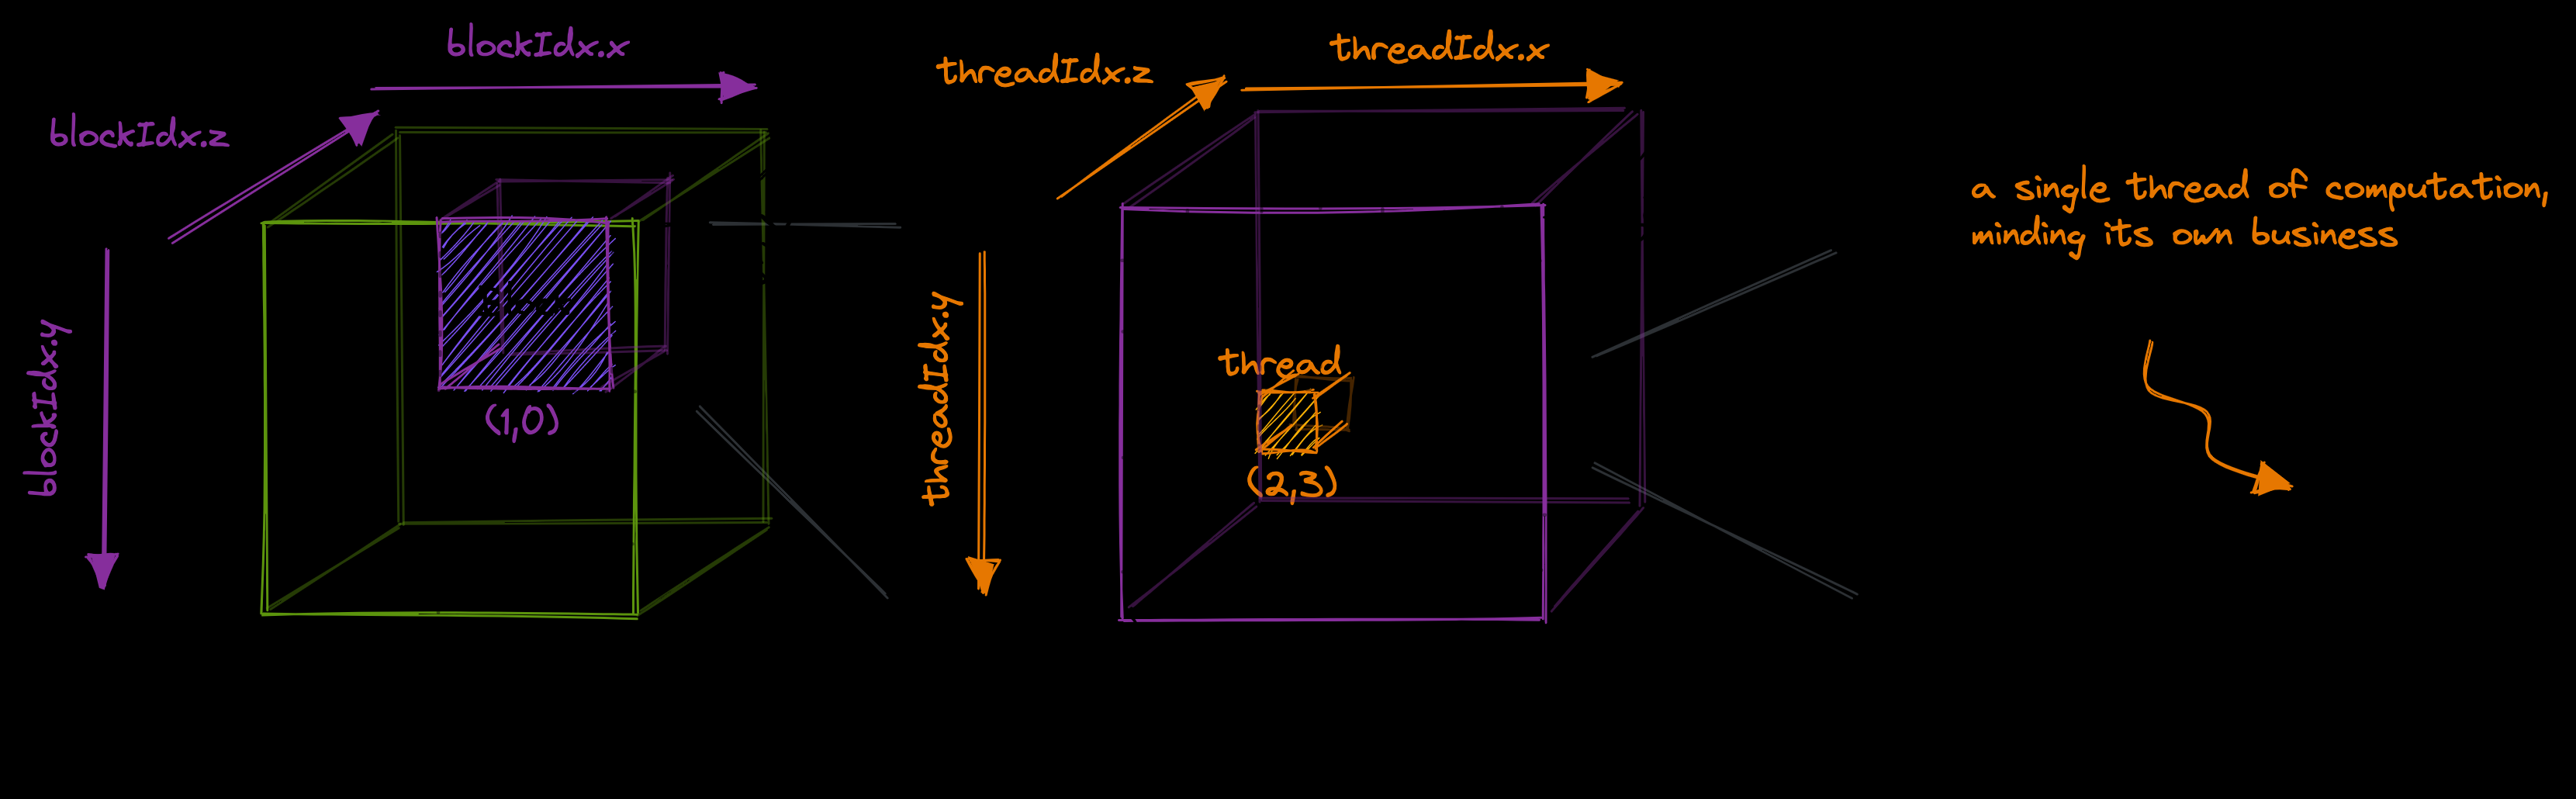 blockIdx.x
blockIdx.z
blockIdx.y
(1,0)
threadIdx.x
threadIdx.z
threadIdx.y
thread
(2,3)
a single thread of computation,
minding its own business